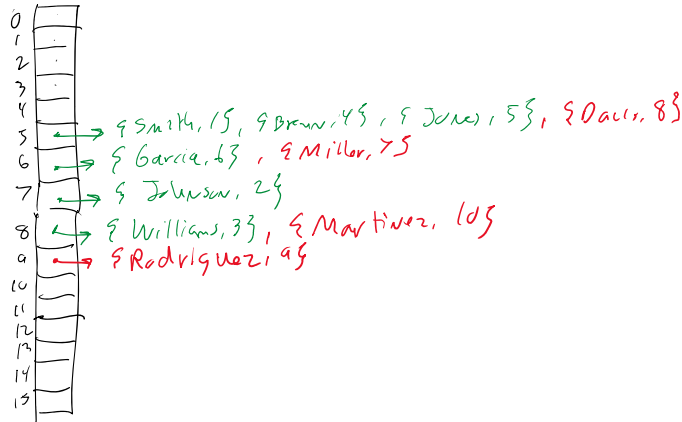 0
1
2
3
4
5 {Smith, 1}, {Brown, 4}, {Jones, 5}, {Davis, 8}
6 {Garcia, 6}, {Miller, 7}
7 {Johnson, 2}
8 {Williams, 3}, {Martinez, 10}
9 {Rodriguez, 9}
10
11
12
13
14
15